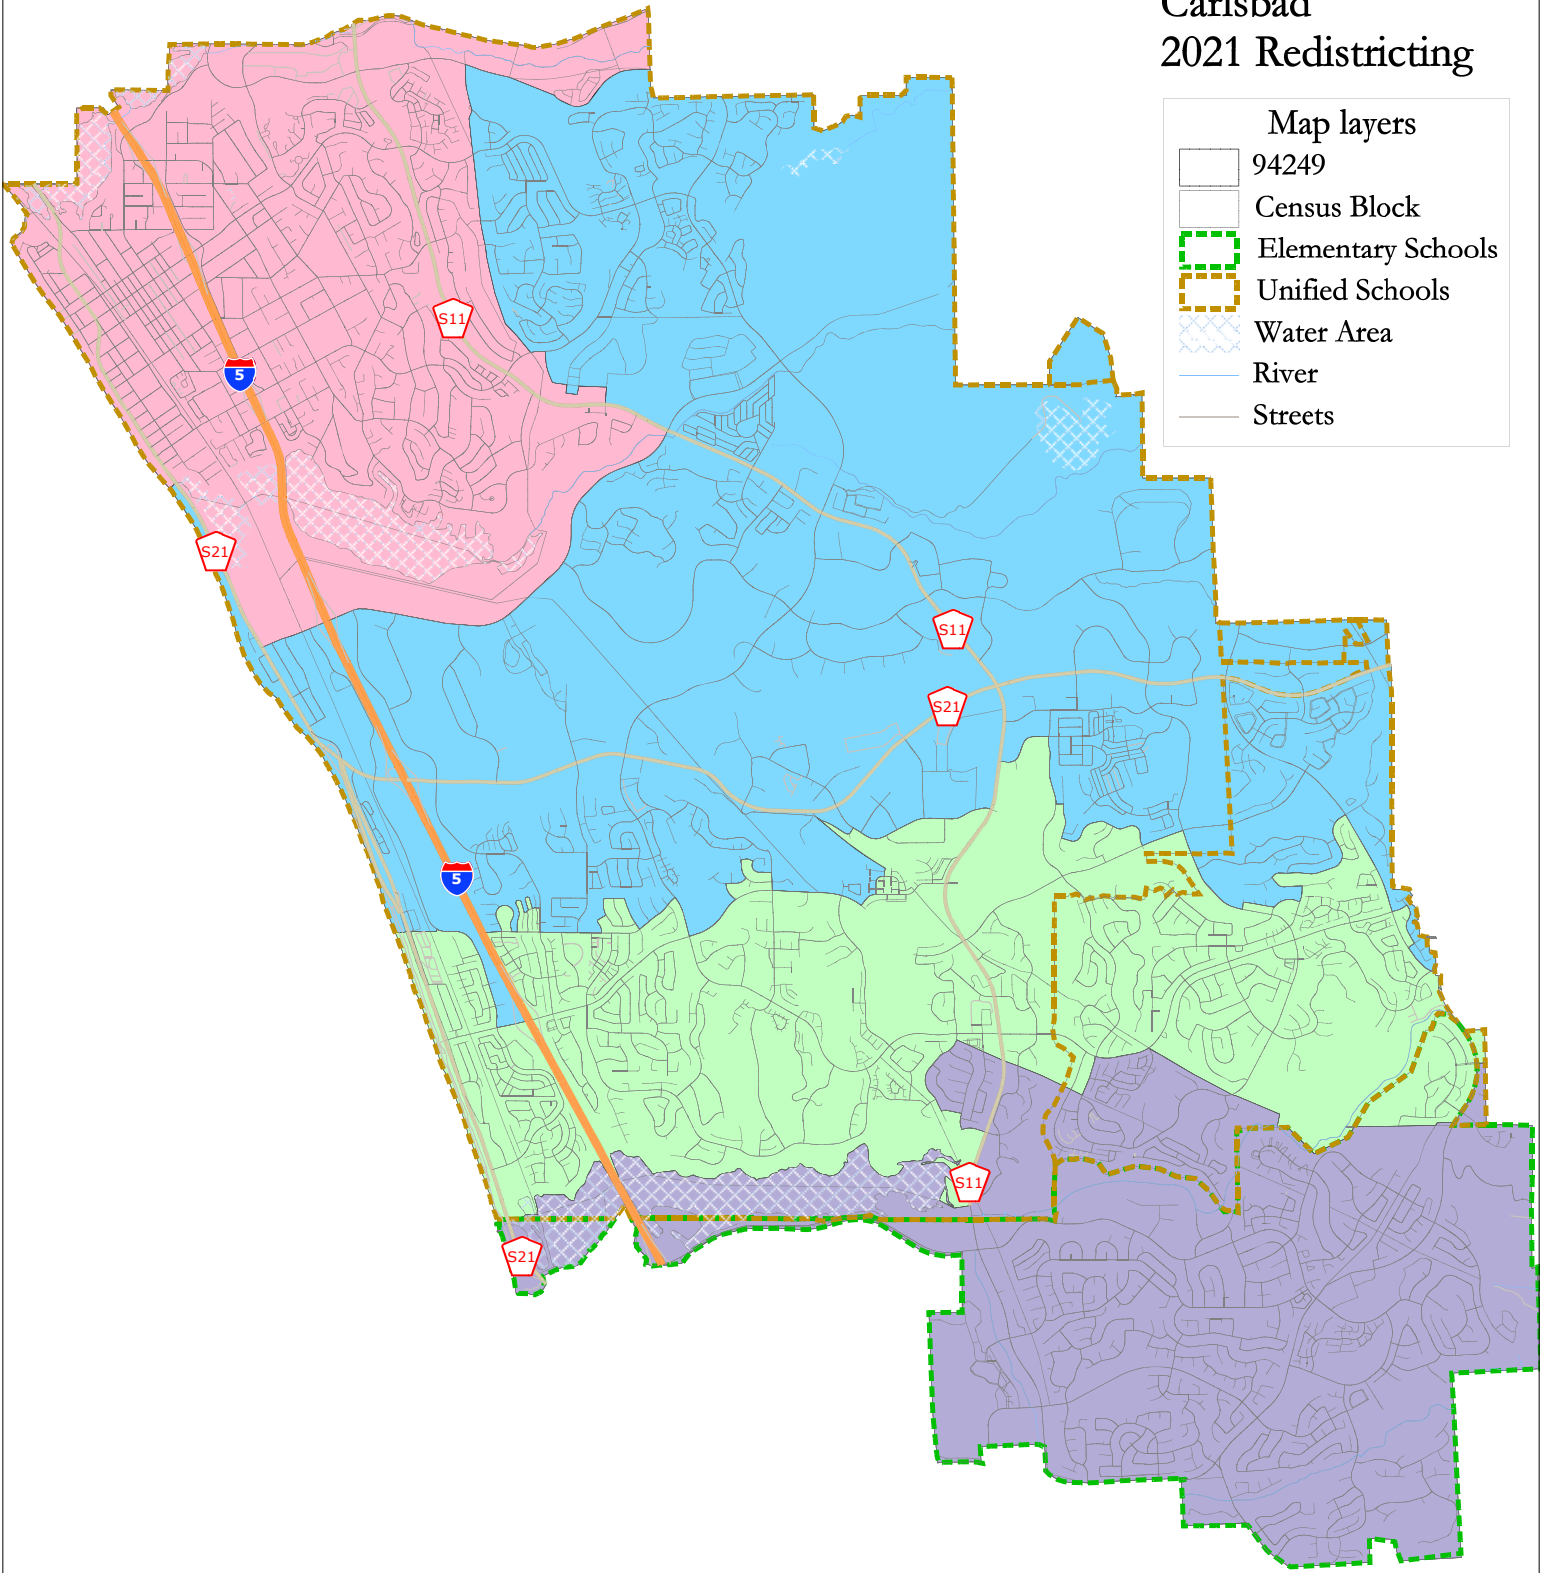 Carlsbad
2021 Redistricting
Map layers
94249
Census Block
Elementary Schools
Unified Schools
Water Area
River
Streets
S11
5
S21
S11
S21
5
S11
S21